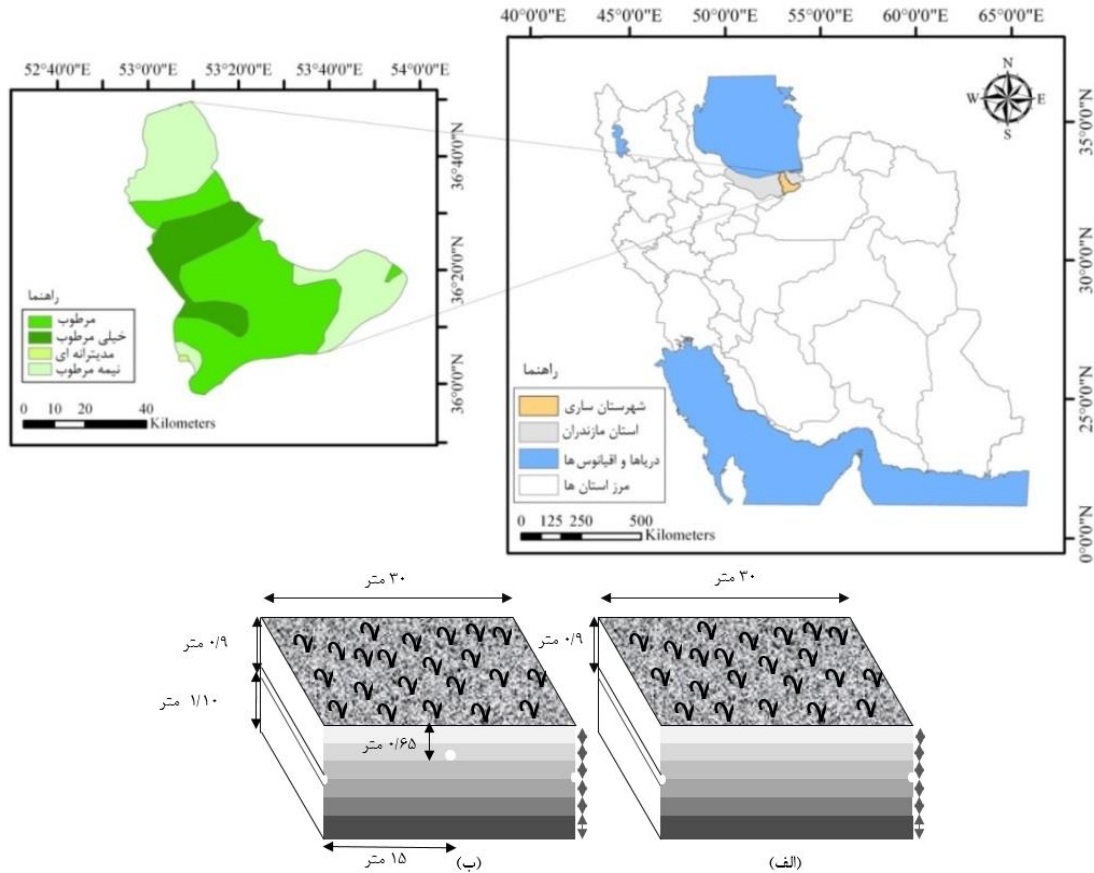 40°0'0"E 45°0'0"E 50°0'0"E 55°0'0"E 60°0'0"E 65°0'0"E
52°40'0"E 53°0'0"E 53°20'0"E 53°40'0"E 54°0'0"E
N
W E
S
35°0'0"N
30°0'0"N
25°0'0"N
0°0'0"N
36°40'0"N
36°20'0"N
36°0'0"N
راهنما
مرطوب
خیلی مرطوب
مدیترانه ای
نیمه مرطوب
0 10 20 40
Kilometers
راهنما
شهرستان ساری
استان مازندران
دریاها و اقیانوس ها
مرز استان ها
0 125 250 500
Kilometers
۳۰ متر
۳۰ متر
۰/۹ متر
۰/۹ متر
۱/۱۰ متر
۰/۶۵ متر
۱۵ متر
(ب)
(الف)